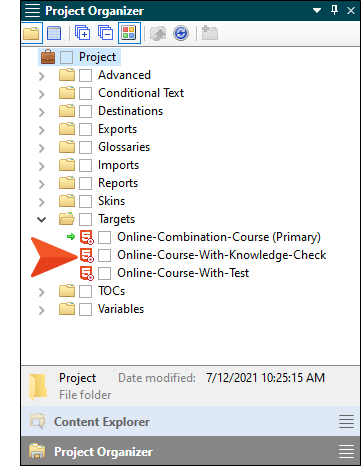 Project Organizer
Project
Advanced
Conditional Text
Destinations
Exports
Glossaries
Imports
Reports
Skins
Targets
Online-Combination-Course (Primary)
Online-Course-With-Knowledge-Check
Online-Course-With-Test
TOCs
Variables
Project Date modified: 7/12/2021 10:25:15 AM
File folder
Content Explorer
Project Organizer